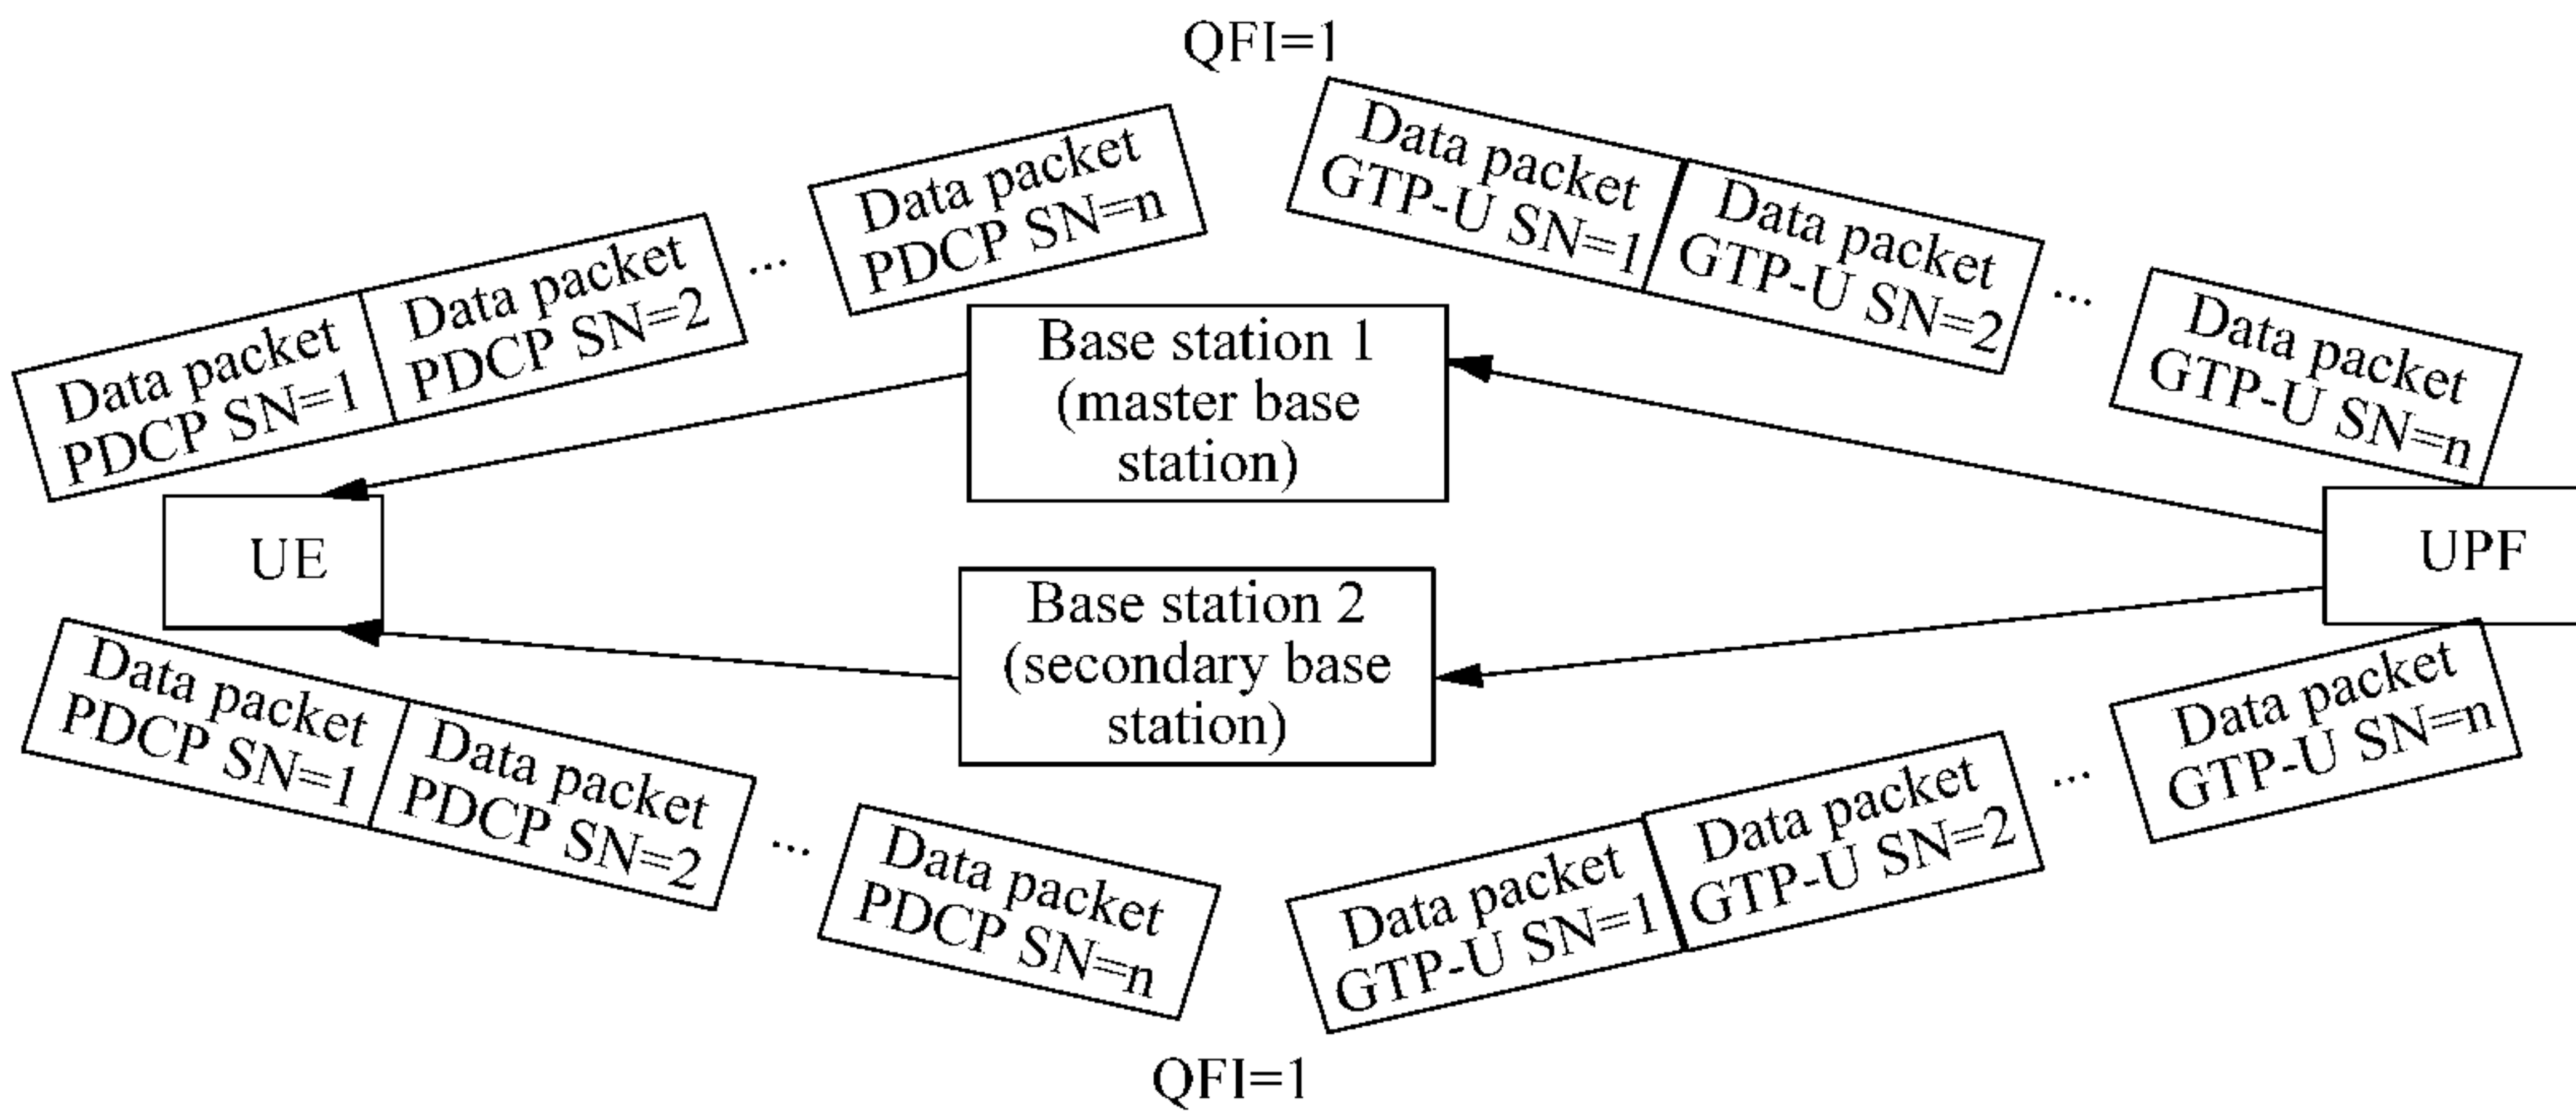 QFI=1
Data packet
PDCP SN=1
Data packet
PDCP SN=2
...
Data packet
PDCP SN=n
Data packet
GTP-U SN=1
Data packet
GTP-U SN=2
...
Data packet
GTP-U SN=n
Base station 1
(master base
station)
UE
UPF
Base station 2
(secondary base
station)
Data packet
PDCP SN=1
Data packet
PDCP SN=2
...
Data packet
PDCP SN=n
Data packet
GTP-U SN=1
Data packet
GTP-U SN=2
...
Data packet
GTP-U SN=n
QFI=1